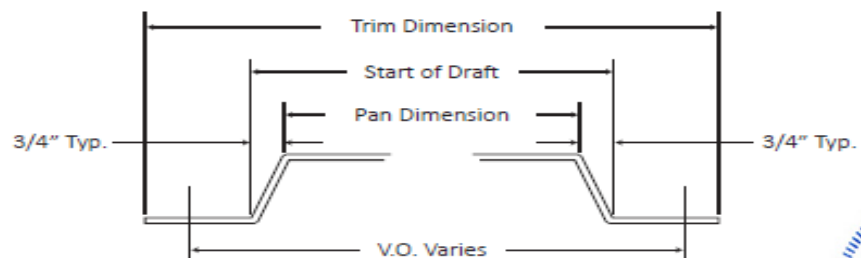 Trim Dimension
Start of Draft
Pan Dimension
3/4” Typ.
3/4” Typ.
V.O. Varies